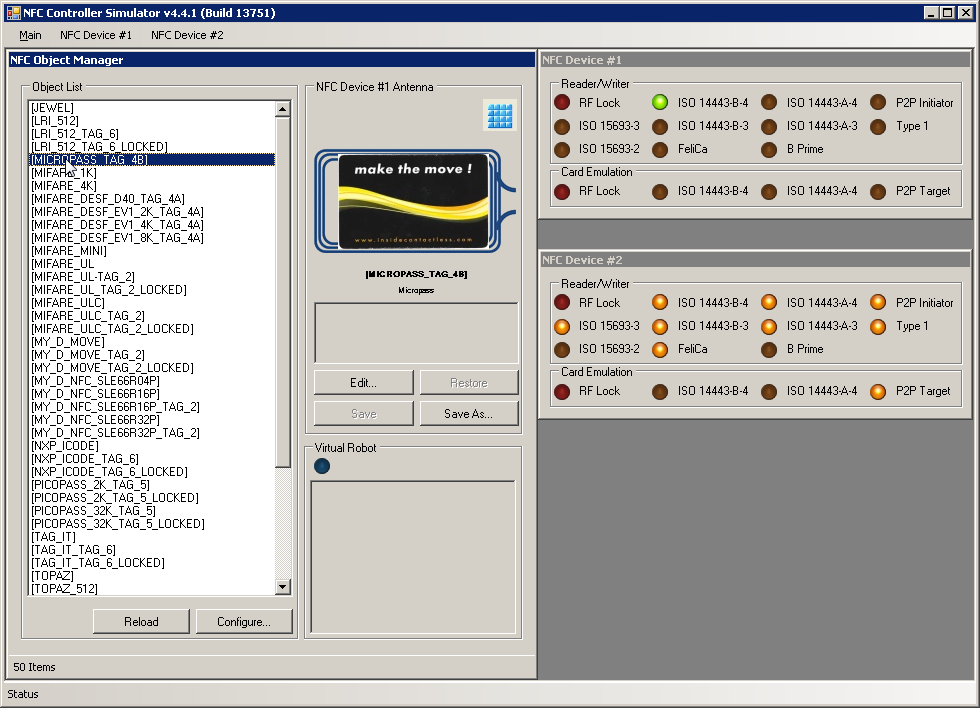 NFC Controller Simulator v4.4.1 (Build 13751)
Main NFC Device #1 NFC Device #2
NFC Object Manager
Object List
[JEWEL]
[LRI_512]
[LRI_512_TAG_6]
[LRI_512_TAG_6_LOCKED]
[MICROPASS_TAG_4B]
[MIFARE_1K]
[MIFARE_4K]
[MIFARE_DESF_D40_TAG_4A]
[MIFARE_DESF_EV1_2K_TAG_4A]
[MIFARE_DESF_EV1_4K_TAG_4A]
[MIFARE_DESF_EV1_8K_TAG_4A]
[MIFARE_MINI]
[MIFARE_UL
[MIFARE_UL-TAG_2]
[MIFARE_UL_TAG_2_LOCKED]
[MIFARE_ULC]
[MIFARE_ULC_TAG_2]
[MIFARE_ULC_TAG_2_LOCKED]
[MY_D_MOVE]
[MY_D_MOVE_TAG_2]
[MY_D_MOVE_TAG_2_LOCKED]
[MY_D_NFC_SLE66R04P]
[MY_D_NFC_SLE66R16P]
[MY_D_NFC_SLE66R16P_TAG_2]
[MY_D_NFC_SLE66R32P]
[MY_D_NFC_SLE66R32P_TAG_2]
[NXP_ICODE]
[NXP_ICODE_TAG_6]
[NXP_ICODE_TAG_6_LOCKED]
[PICOPASS_2K_TAG_5]
[PICOPASS_2K_TAG_5_LOCKED]
[PICOPASS_32K_TAG_5]
[PICOPASS_32K_TAG_5_LOCKED]
[TAG_IT]
[TAG_IT_TAG_6]
[TAG_IT_TAG_6_LOCKED]
[TOPAZ]
[TOPAZ_512]
Reload Configure...
50 Items
NFC Device #1 Antenna
make the move !
www.insidecontactless.com
[MICROPASS_TAG_4B]
Micropass
Edit... Restore
Save Save As...
Virtual Robot
NFC Device #1
Reader/Writer
RF Lock ISO 14443-B-4 ISO 14443-A-4 P2P Initiator
ISO 15693-3 ISO 14443-B-3 ISO 14443-A-3 Type 1
ISO 15693-2 FeliCa B Prime
Card Emulation
RF Lock ISO 14443-B-4 ISO 14443-A-4 P2P Target
NFC Device #2
Reader/Writer
RF Lock ISO 14443-B-4 ISO 14443-A-4 P2P Initiator
ISO 15693-3 ISO 14443-B-3 ISO 14443-A-3 Type 1
ISO 15693-2 FeliCa B Prime
Card Emulation
RF Lock ISO 14443-B-4 ISO 14443-A-4 P2P Target
Status